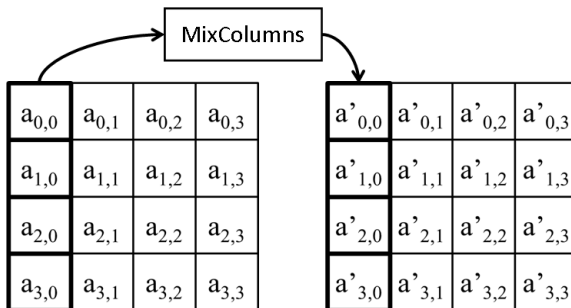 MixColumns
a0,0 a0,1 a0,2 a0,3 a'0,0 a'0,1 a'0,2 a'0,3
a1,0 a1,1 a1,2 a1,3 a'1,0 a'1,1 a'1,2 a'1,3
a2,0 a2,1 a2,2 a2,3 a'2,0 a'2,1 a'2,2 a'2,3
a3,0 a3,1 a3,2 a3,3 a'3,0 a'3,1 a'3,2 a'3,3